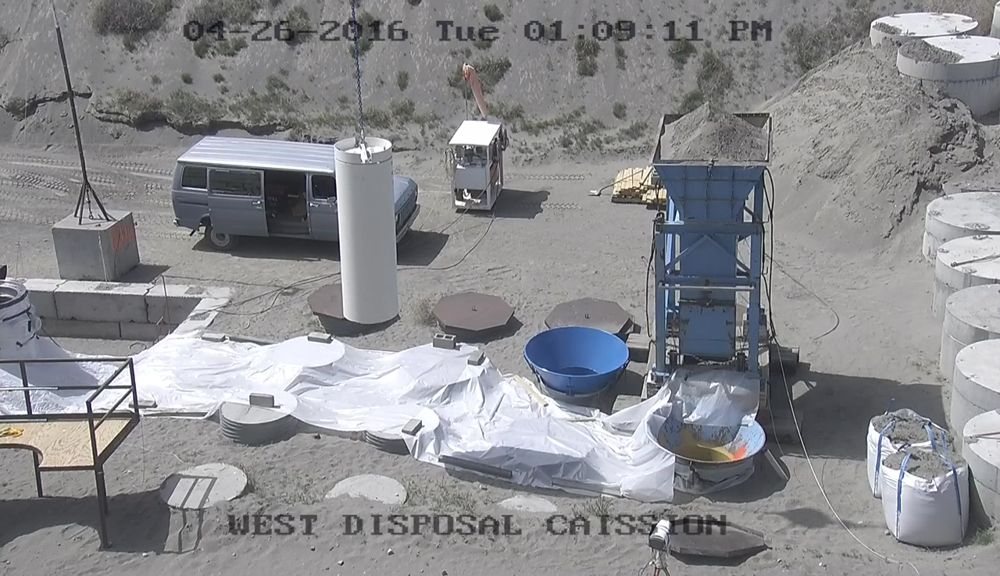 04-26-2016 Tue 01:09:11 PM
WEST DISPOSAL CAISSION